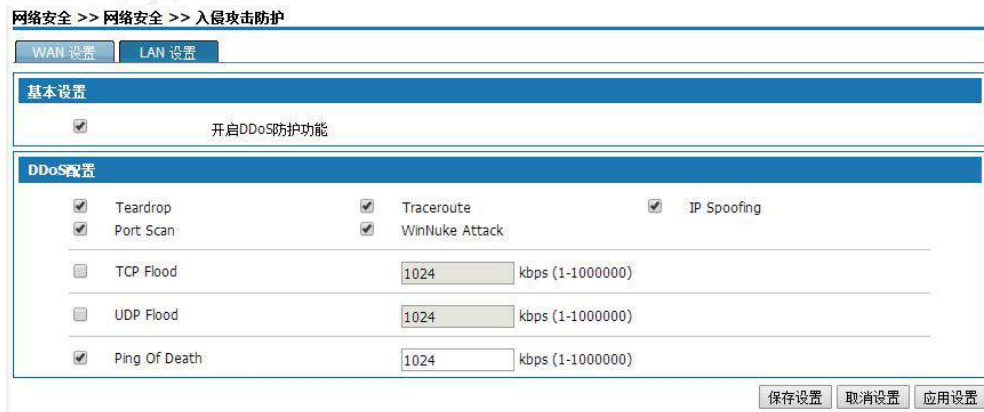 网络安全 >> 网络安全 >> 入侵攻击防护
WAN 设置 LAN 设置
基本设置
开启DDoS防护功能
DDoS配置
Teardrop Traceroute IP Spoofing
Port Scan WinNuke Attack
TCP Flood 1024 kbps (1-1000000)
UDP Flood 1024 kbps (1-1000000)
Ping Of Death 1024 kbps (1-1000000)
保存设置 取消设置 应用设置